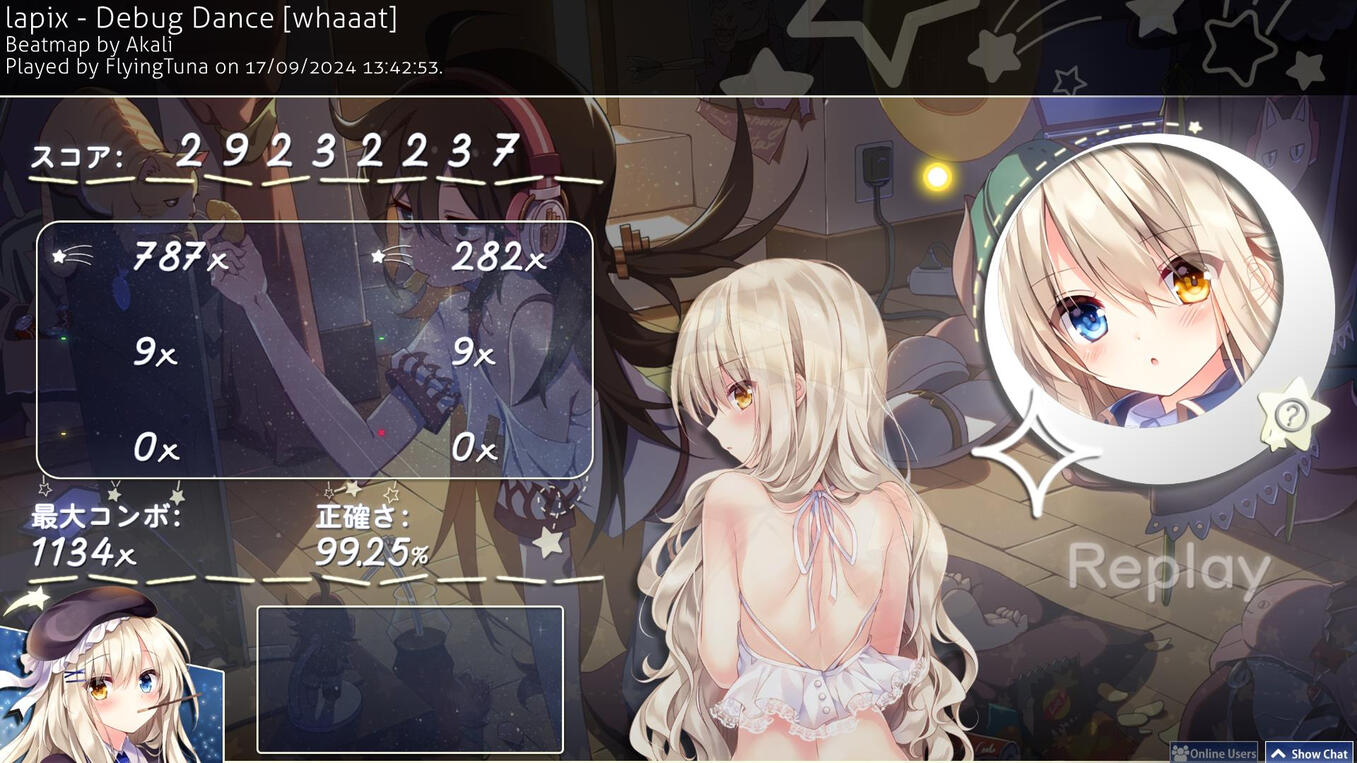 lapix - Debug Dance [whaaat]
Beatmap by Akali
Played by FlyingTuna on 17/09/2024 13:42:53.
スコア: 29232237
787x 282x
9x 9x
0x 0x
最大コンボ: 正確さ:
1134x 99.25%
?
Replay
Online Users Show Chat